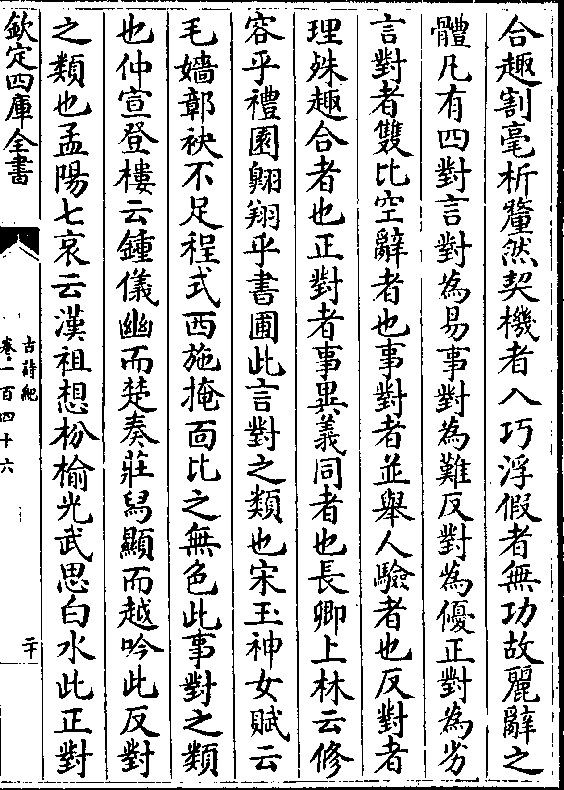 合趣割毫析釐然契機者入巧浮假者無功故麗辭之
體凡有四對言對為易事對為難反對為優正對為劣
言對者雙比空辭者也事對者並舉人驗者也反對者
理殊趣合者也正對者事異義同者也長卿上林云修
容乎禮園翺翔乎書圃此言對之類也宋玉神女賦云
毛嬙鄣袂不足程式西施掩面比之無色此事對之類
也仲宣登樓云鍾儀幽而楚奏莊舄顯而越吟此反對
之類也孟陽七哀云漢祖想枌榆光武思白水此正對
欽定四庫全書
古詩紀
卷一百四十六
二十